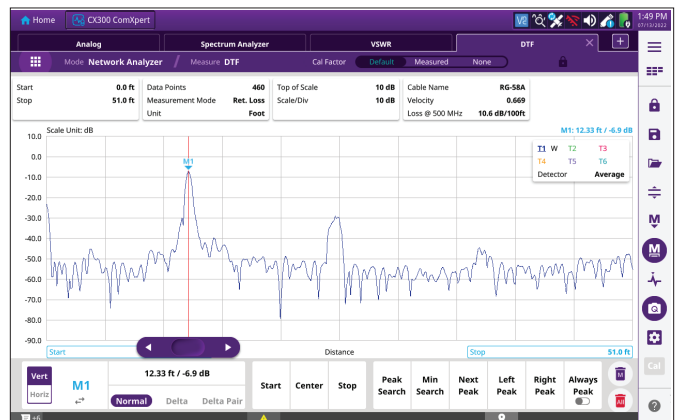 Home CX300 ComXpert 1:49 PM
07/13/2022
Analog Spectrum Analyzer VSWR DTF
Mode Network Analyzer / Measure DTF Cal Factor Default Measured None
Start 0.0 ft Data Points 460 Top of Scale 10 dB Cable Name RG-58A
Stop 51.0 ft Measurement Mode Ret. Loss Scale/Div 10 dB Velocity 0.669
Unit Foot Loss @ 500 MHz 10.6 dB/100ft
Scale Unit: dB M1: 12.33 ft / -6.9 dB
10.0
0.0
-10.0
-20.0
-30.0
-40.0
-50.0
-60.0
-70.0
-80.0
-90.0
M1
T1 W T2 T3
T4 T5 T6
Detector Average
Start Distance Stop 51.0 ft
Vert
Horiz
M1
12.33 ft / -6.9 dB
Normal Delta Delta Pair
Start Center Stop Peak Search Min Search Next Peak Left Peak Right Peak Always Peak
M
All
Cal
+6